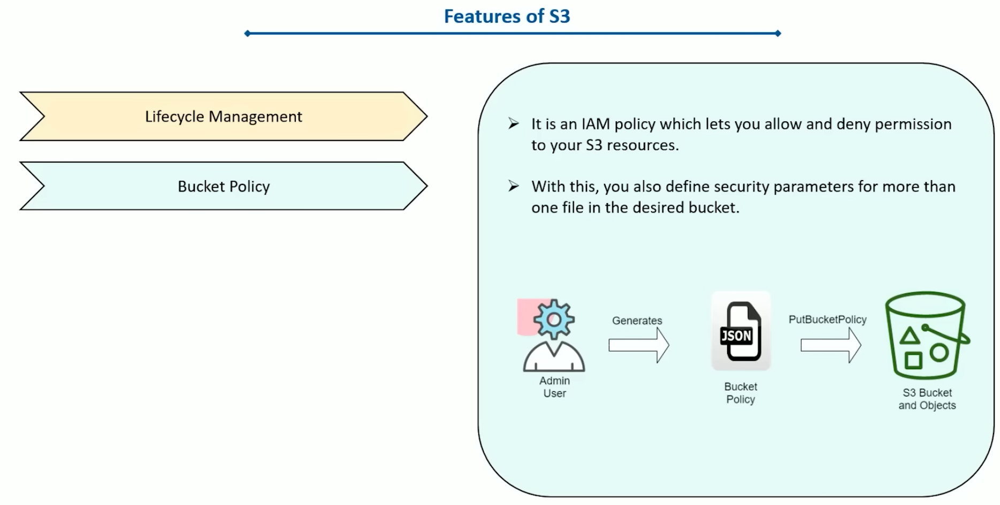 Features of S3
Lifecycle Management
Bucket Policy
It is an IAM policy which lets you allow and deny permission
to your S3 resources.
With this, you also define security parameters for more than
one file in the desired bucket.
Generates
PutBucketPolicy
JSON
Admin
User
Bucket
Policy
S3 Bucket
and Objects